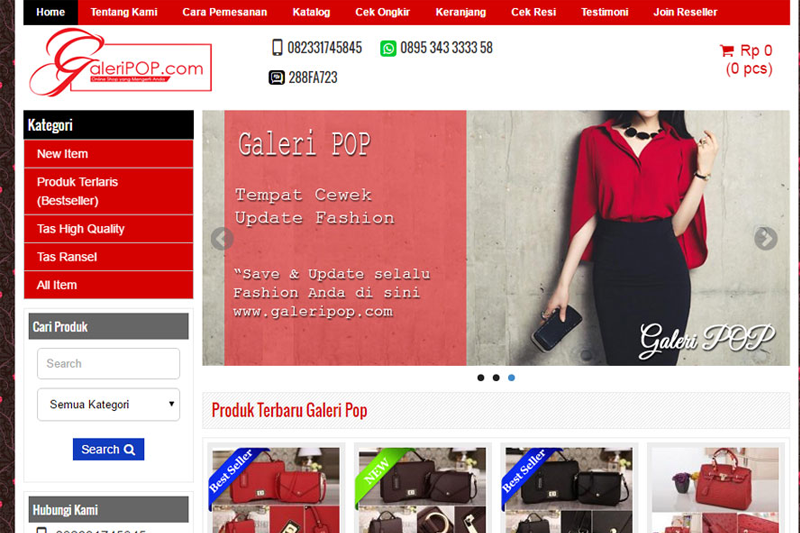 Home Tentang Kami Cara Pemesanan Katalog Cek Ongkir Keranjang Cek Resi Testimoni Join Reseller
GaleriPOP.com
Online Shop yang Mengerti Anda
082331745845 0895 343 3333 58
288FA723
Rp 0
(0 pcs)
Kategori
New Item
Produk Terlaris
(Bestseller)
Tas High Quality
Tas Ransel
All Item
Cari Produk
Search
Semua Kategori
Search
Hubungi Kami
Galeri POP
Tempat Cewek
Update Fashion
“Save & Update selalu
Fashion Anda di sini
www.galeripop.com
Galeri POP
Produk Terbaru Galeri Pop
Best Seller
NEW
Best Seller